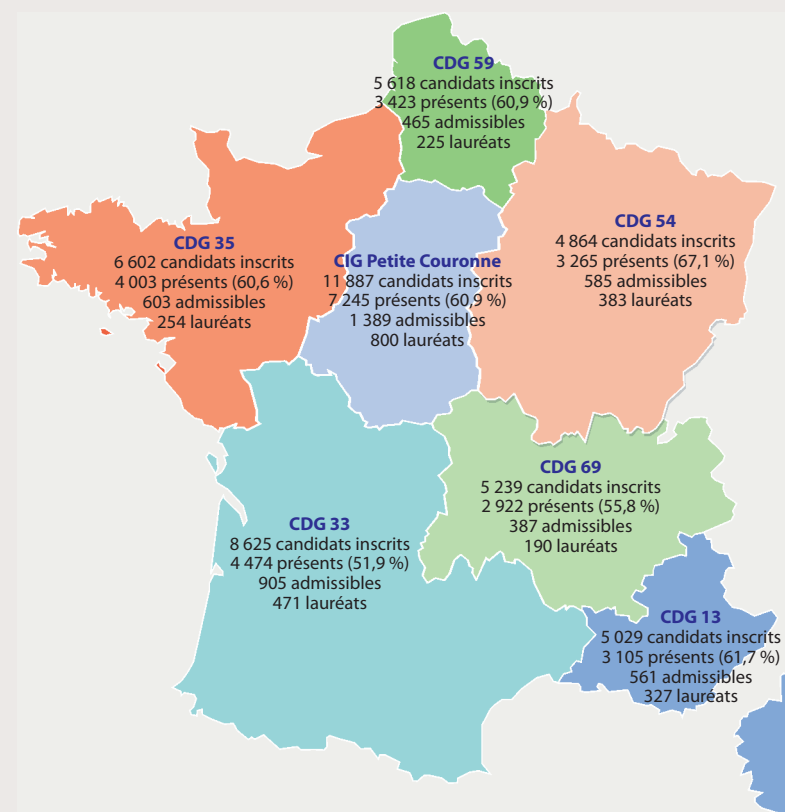 CDG 59
5 618 candidats inscrits
3 423 présents (60,9 %)
465 admissibles
225 lauréats
CDG 35
6 602 candidats inscrits
4 003 présents (60,6 %)
603 admissibles
254 lauréats
CIG Petite Couronne
11 887 candidats inscrits
7 245 présents (60,9 %)
1 389 admissibles
800 lauréats
CDG 54
4 864 candidats inscrits
3 265 présents (67,1 %)
585 admissibles
383 lauréats
CDG 69
5 239 candidats inscrits
2 922 présents (55,8 %)
387 admissibles
190 lauréats
CDG 33
8 625 candidats inscrits
4 474 présents (51,9 %)
905 admissibles
471 lauréats
CDG 13
5 029 candidats inscrits
3 105 présents (61,7 %)
561 admissibles
327 lauréats